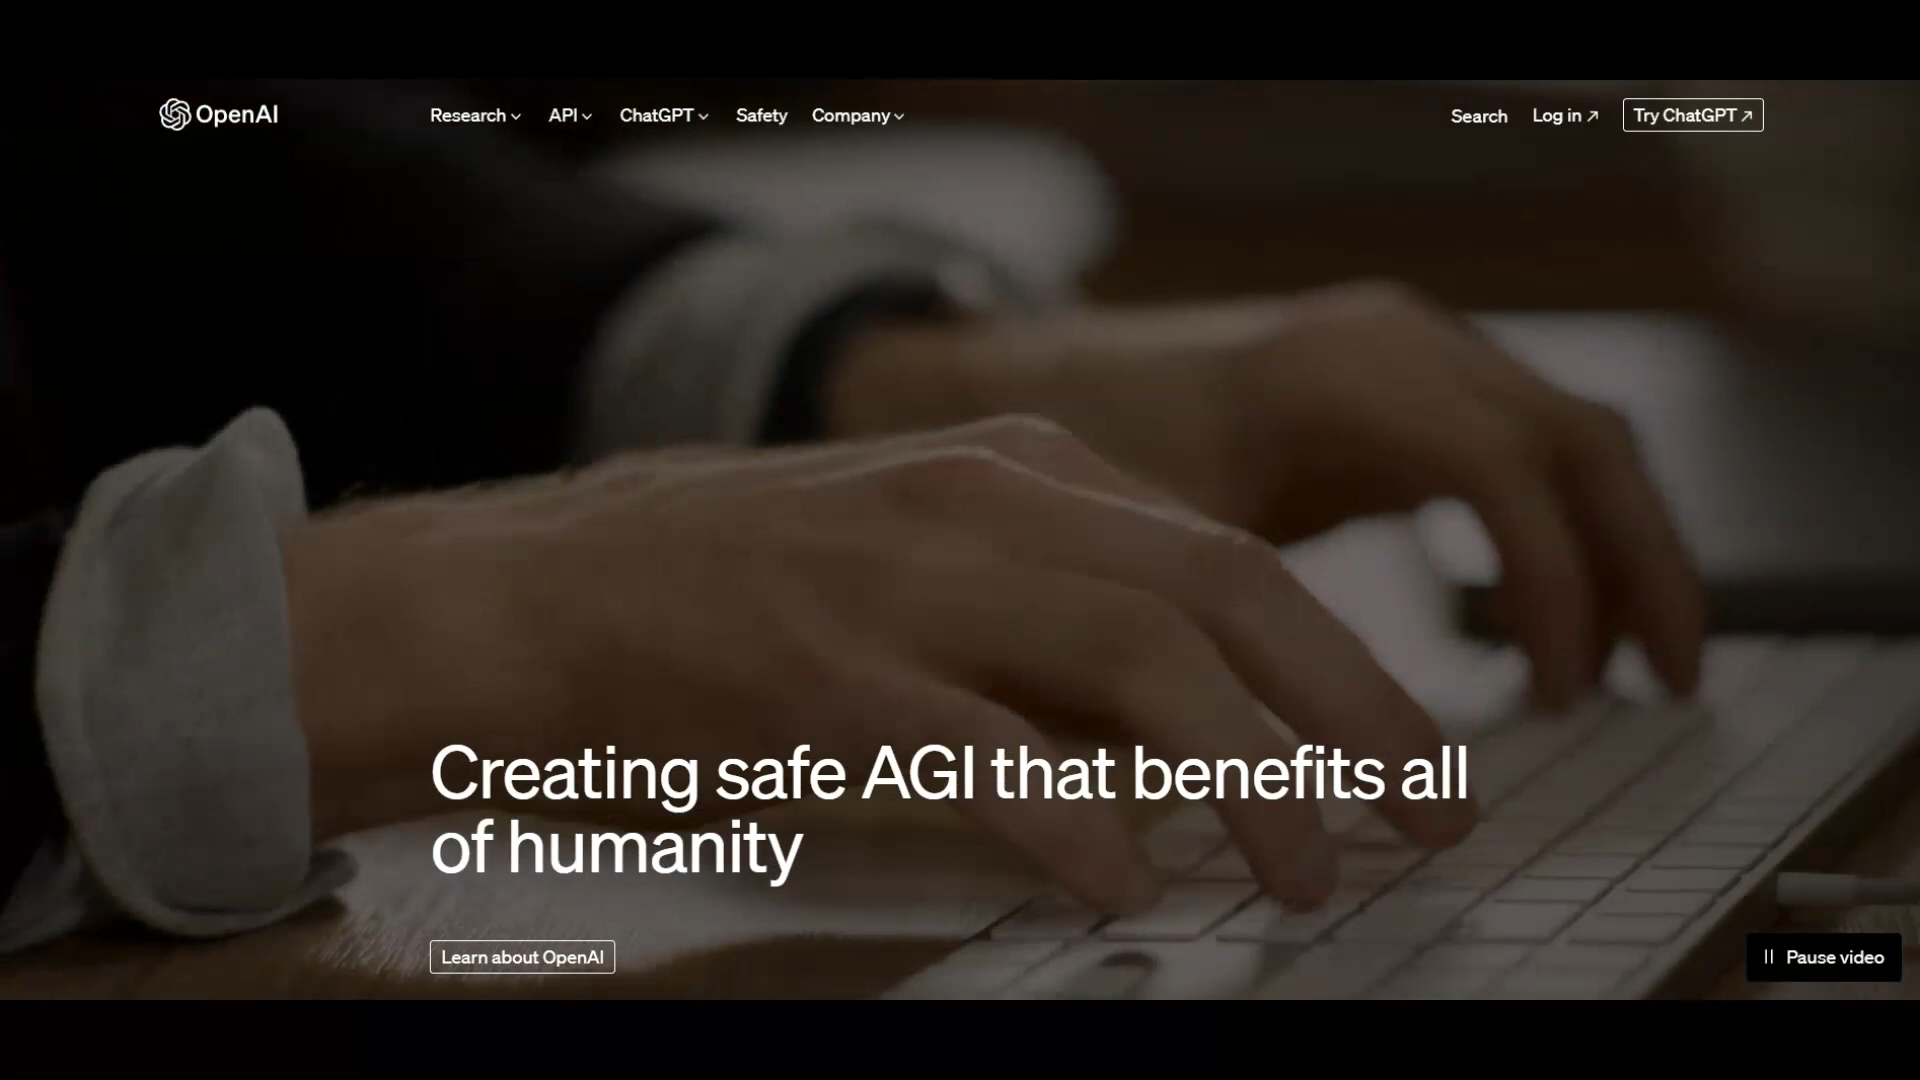 OpenAI
Research
API
ChatGPT
Safety
Company
Search
Log in ↗
Try ChatGPT ↗
Creating safe AGI that benefits all
of humanity
Learn about OpenAI
Pause video